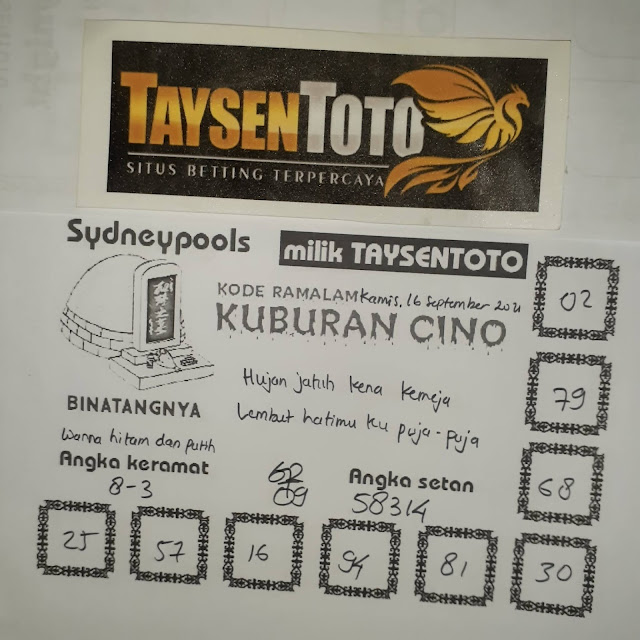 TAYSENTOTO
SITUS BETTING TERPERCAYA
Sydneypools
milik TAYSENTOTO
KODE RAMALAM Kamis, 16 September 2021
KUBURAN CINO
02
Hujan jatuh kena kemeja
Lembut hatimu ku puja-puja
79
BINATANGNYA
Warna hitam dan putih
Angka keramat
8-3
09
Angka setan
58314
68
25
57
16
94
81
30